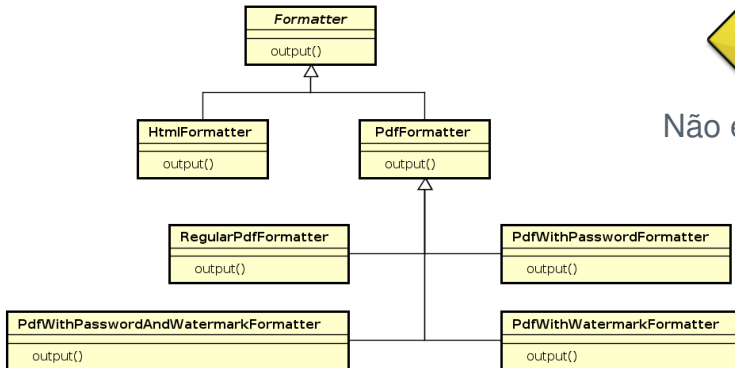 Formatter
output()
HtmlFormatter
output()
PdfFormatter
output()
Não
RegularPdfFormatter
output()
PdfWithPasswordFormatter
output()
PdfWithPasswordAndWatermarkFormatter
output()
PdfWithWatermarkFormatter
output()